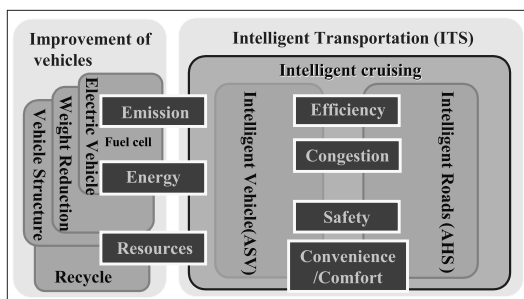 Improvement of
vehicles
Intelligent Transportation (ITS)
Intelligent cruising
Vehicle Structure
Weight Reduction
Electric Vehicle
Fuel cell
Recycle
Emission
Energy
Resources
Intelligent Vehicle(ASV)
Efficiency
Congestion
Safety
Convenience
/Comfort
Intelligent Roads (AHS)